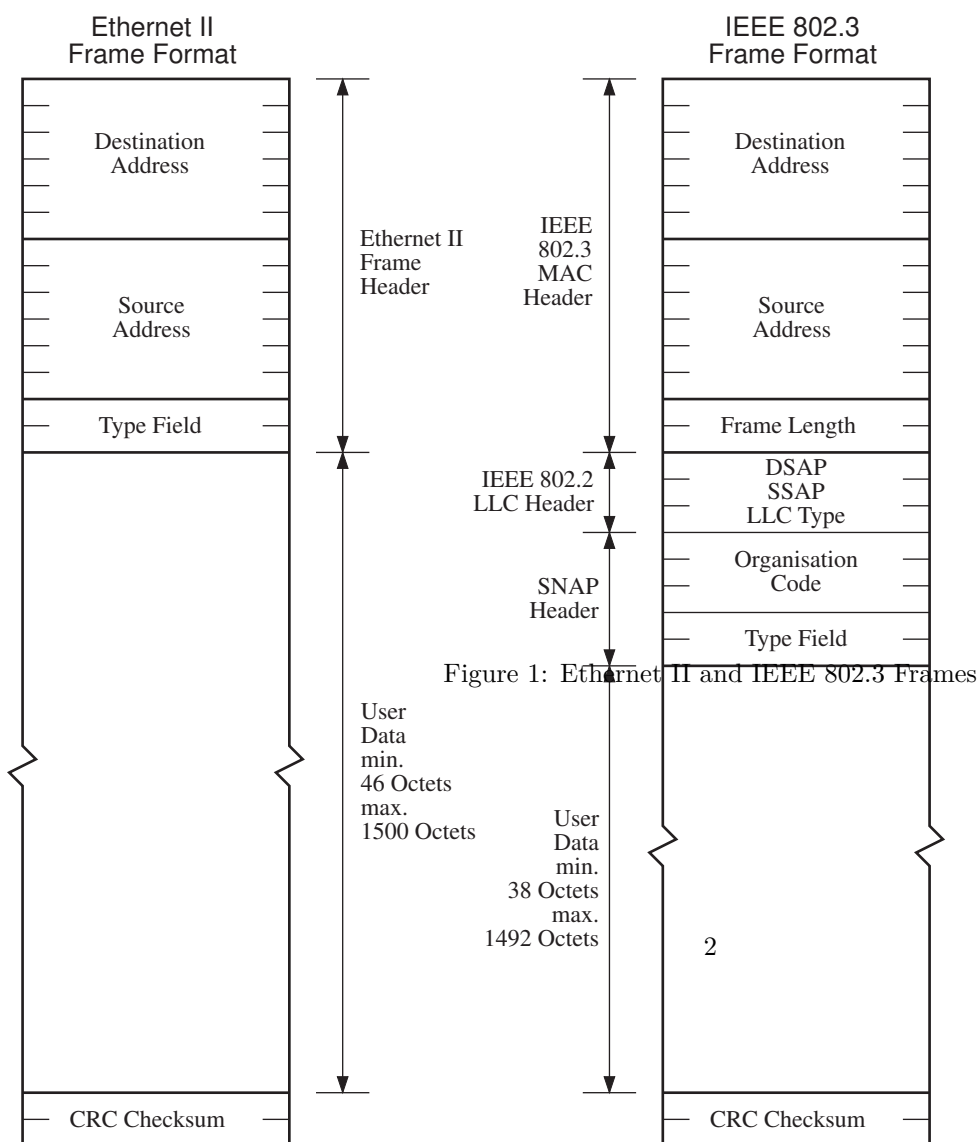 Ethernet II
Frame Format
Destination
Address
Source
Address
Type Field
CRC Checksum
Ethernet II
Frame
Header
User
Data
min.
46 Octets
max.
1500 Octets
IEEE
802.3
MAC
Header
IEEE 802.2
LLC Header
SNAP
Header
User
Data
min.
38 Octets
max.
1492 Octets
IEEE 802.3
Frame Format
Destination
Address
Source
Address
Frame Length
DSAP
SSAP
LLC Type
Organisation
Code
Type Field
CRC Checksum
Figure 1: Ethernet II and IEEE 802.3 Frames
2